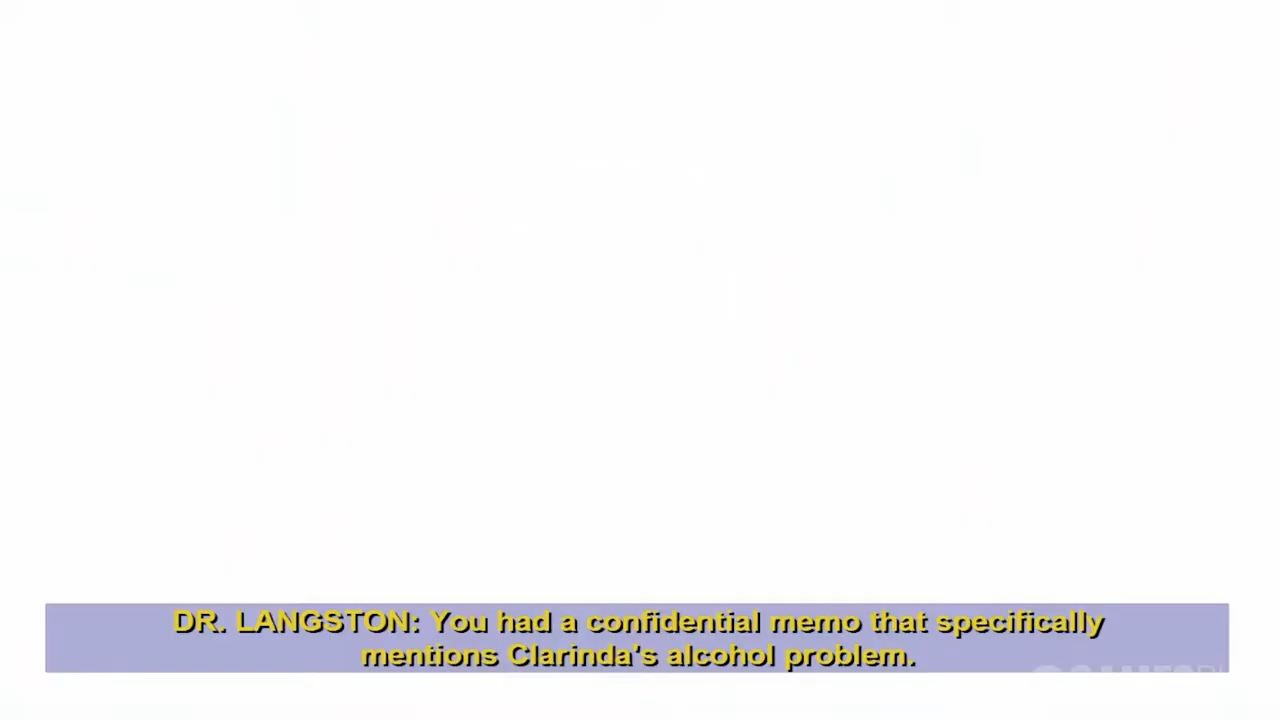 DR. LANGSTON: You had a confidential memo that specifically
mentions Clarinda's alcohol problem.